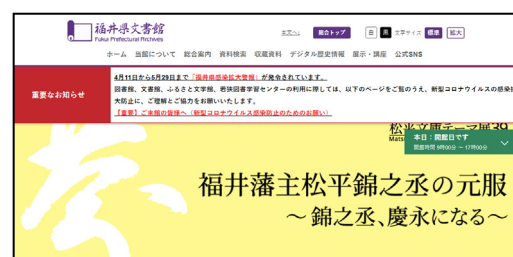 福井県文書館
Fukui Prefectural Archives
本文へ 総合トップ 白 黒 文字サイズ 標準 拡大
ホーム 当館について 総合案内 資料検索 収蔵資料 デジタル歴史情報 展示・講座 公式SNS
重要なお知らせ
4月11日から5月29日まで「福井県感染拡大警報」が発令されています。
図書館、文書館、ふるさと文学館、若狭図書学習センターの利用に際しては、以下のページをご覧のうえ、新型コロナウイルスの感染拡
大防止に、ご理解とご協力をお願いいたします。
【重要】ご来館の皆様へ（新型コロナウイルス感染防止のためのお願い）
松平文庫テーマ展39
Mats
本日：開館日です
開館時間 9時00分 ～ 17時00分
福井藩主松平錦之丞の元服
～錦之丞、慶永になる～